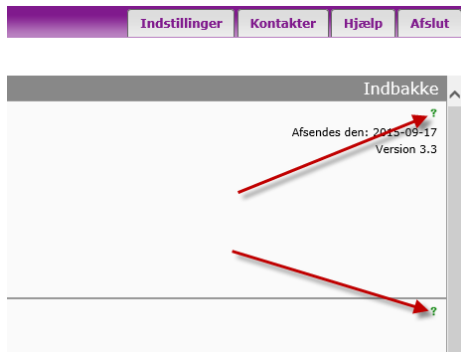 Indstillinger Kontakter Hjælp Afslut
Indbakke
?
Afsendes den: 2015-09-17
Version 3.3
?